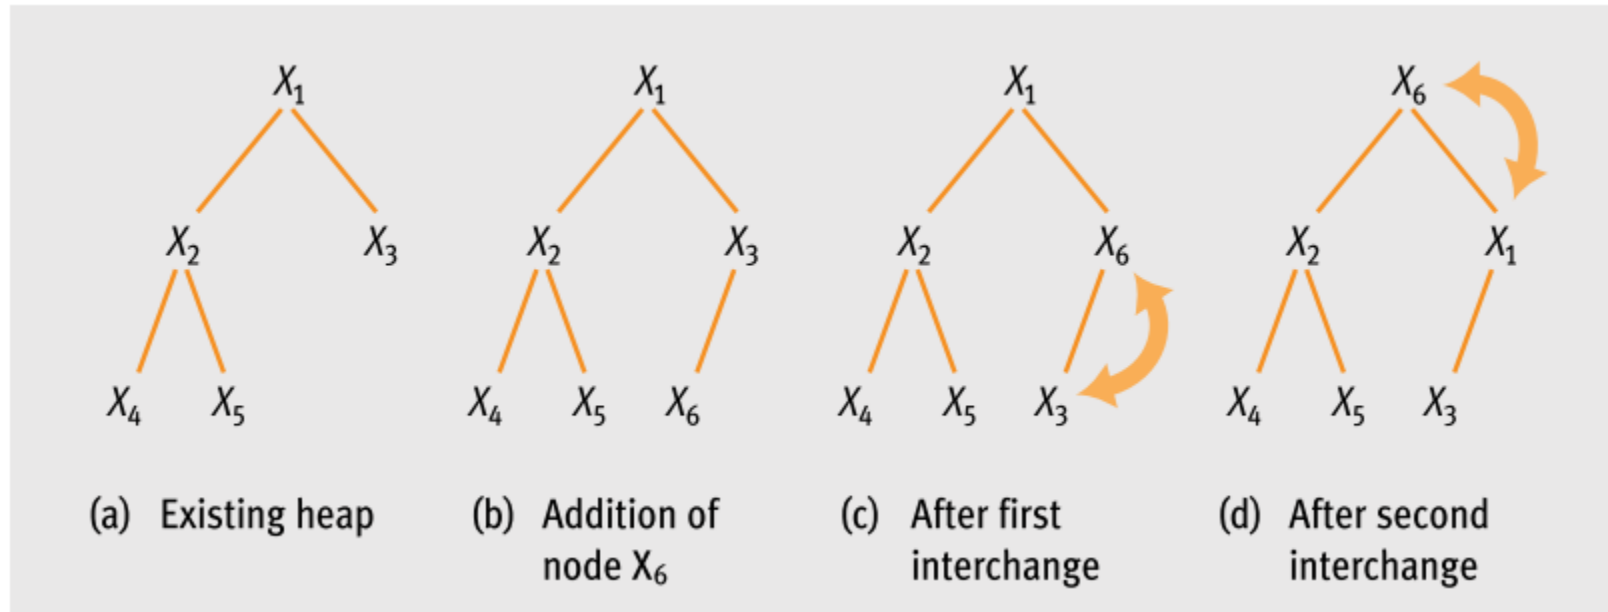 X₁ X₁ X₁ X₆
X₂ X₃ X₂ X₃ X₂ X₆ X₂ X₁
X₄ X₅ X₄ X₅ X₆ X₄ X₅ X₃ X₄ X₅ X₃
(a) Existing heap
(b) Addition of
node X₆
(c) After first
interchange
(d) After second
interchange